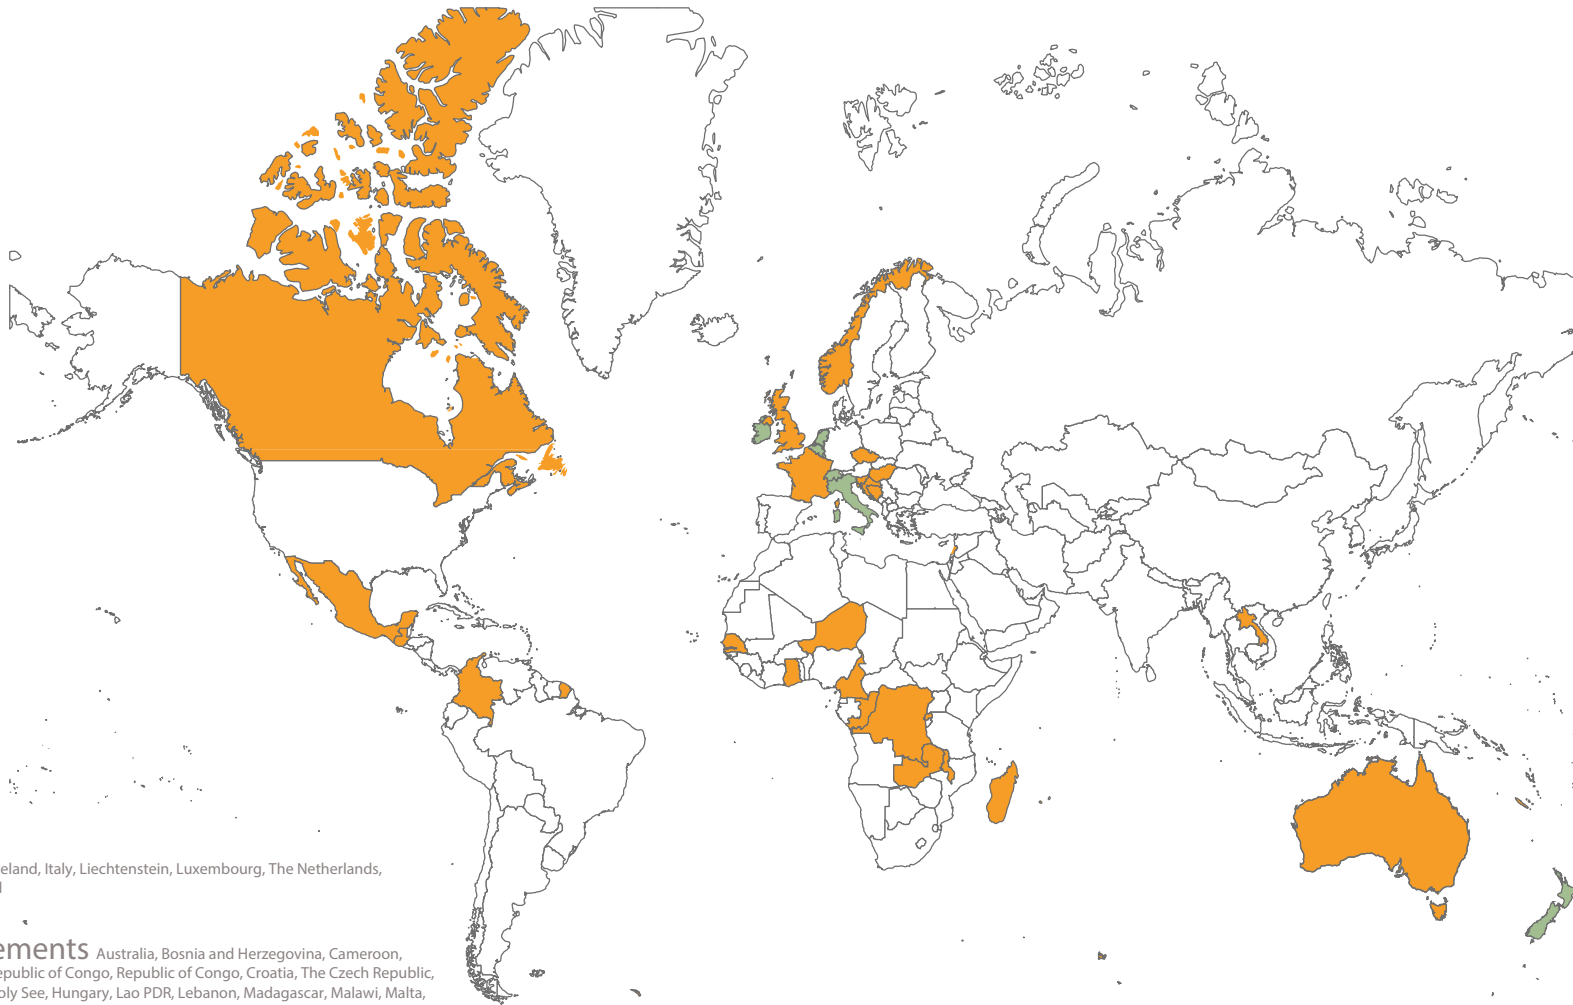 eland, Italy, Liechtenstein, Luxembourg, The Netherlands,
ements Australia, Bosnia and Herzegovina, Cameroon,
epublic of Congo, Republic of Congo, Croatia, The Czech Republic,
oly See, Hungary, Lao PDR, Lebanon, Madagascar, Malawi, Malta,